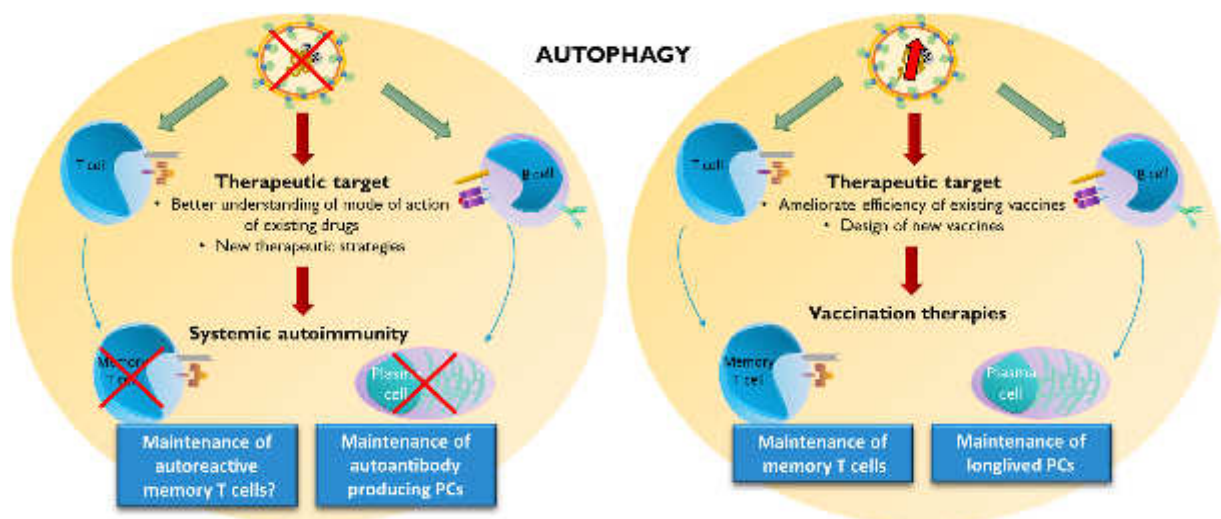 AUTOPHAGY
T cell
B cell
Therapeutic target
• Better understanding of mode of action
of existing drugs
• New therapeutic strategies
Systemic autoimmunity
Memory
T cell
Plasma
cell
Maintenance of
autoreactive
memory T cells?
Maintenance of
autoantibody
producing PCs
T cell
B cell
Therapeutic target
• Ameliorate efficiency of existing vaccines
• Design of new vaccines
Vaccination therapies
Memory
T cell
Plasma
cell
Maintenance of
memory T cells
Maintenance of
longlived PCs